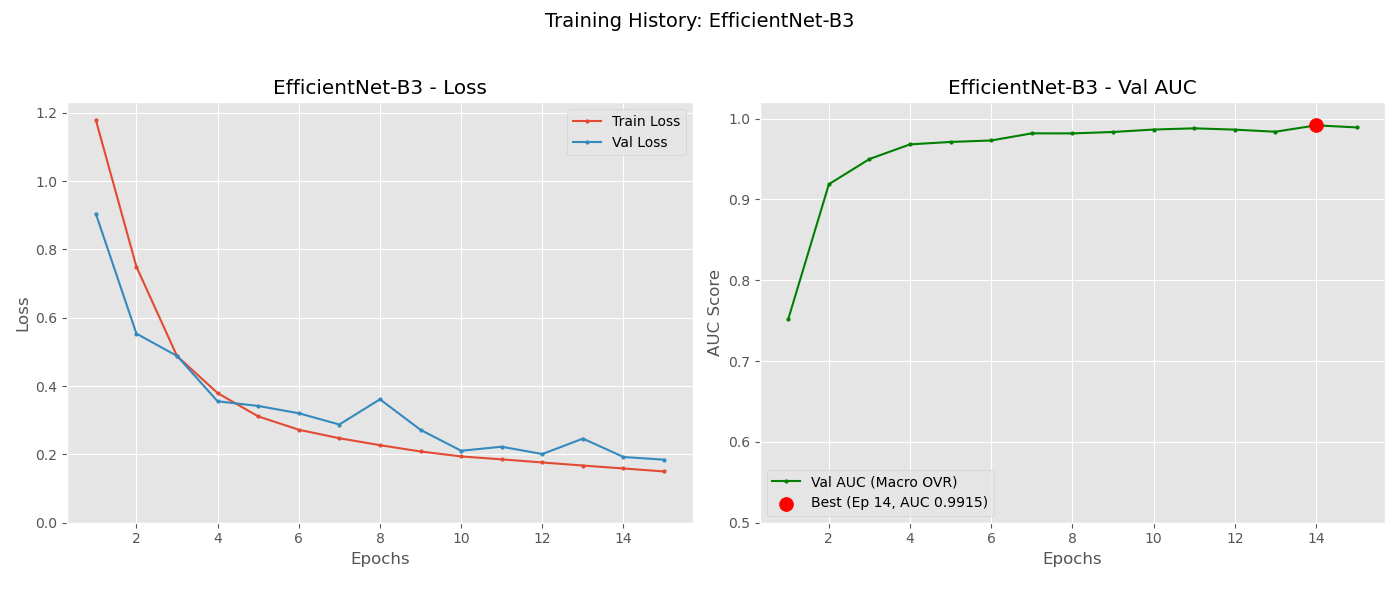 Training History: EfficientNet-B3
EfficientNet-B3 - Loss
1.2
1.0
0.8
0.6
0.4
0.2
0.0
Loss
2 4 6 8 10 12 14
Epochs
Train Loss
Val Loss
EfficientNet-B3 - Val AUC
1.0
0.9
0.8
0.7
0.6
0.5
AUC Score
2 4 6 8 10 12 14
Epochs
Val AUC (Macro OVR)
Best (Ep 14, AUC 0.9915)